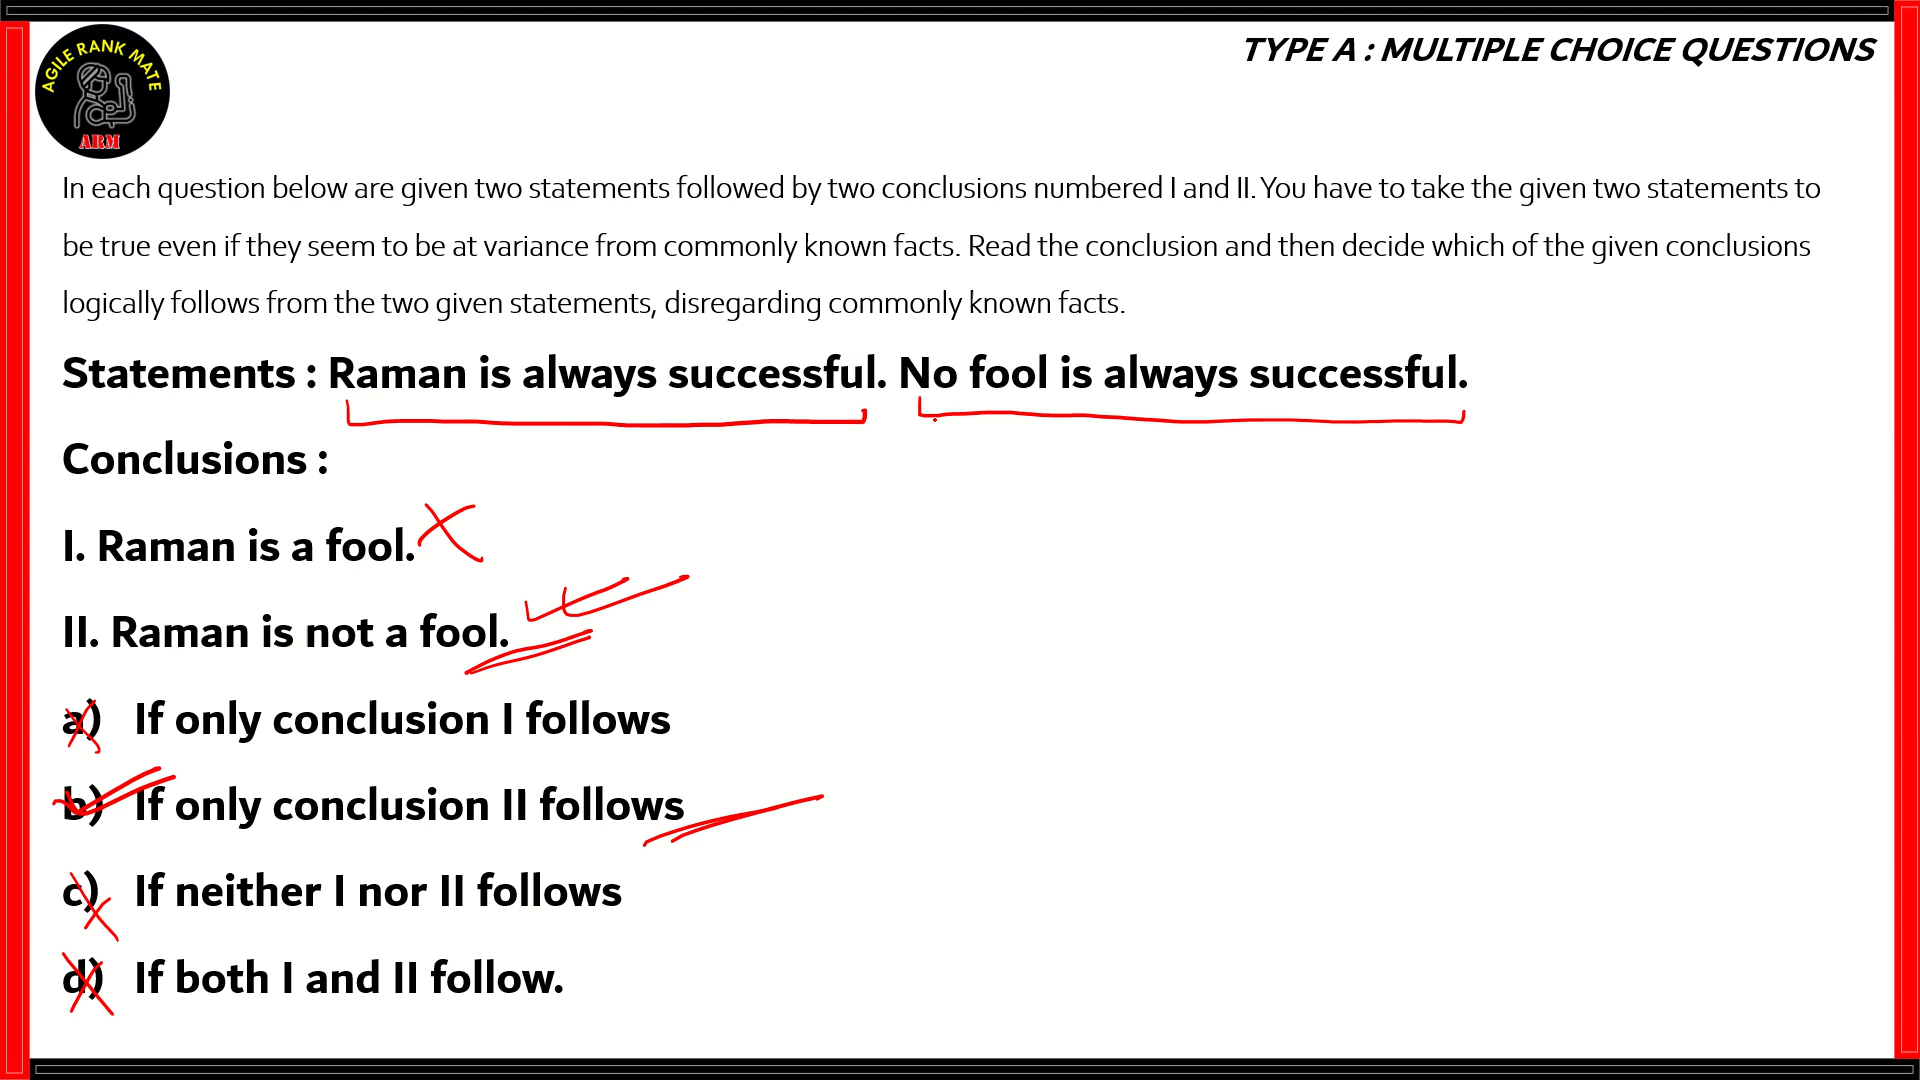 AGILE RANK MATE
ARM
TYPE A : MULTIPLE CHOICE QUESTIONS
In each question below are given two statements followed by two conclusions numbered I and II. You have to take the given two statements to
be true even if they seem to be at variance from commonly known facts. Read the conclusion and then decide which of the given conclusions
logically follows from the two given statements, disregarding commonly known facts.
Statements : Raman is always successful. No fool is always successful.
Conclusions :
I. Raman is a fool.
II. Raman is not a fool.
a) If only conclusion I follows
b) If only conclusion II follows
c) If neither I nor II follows
d) If both I and II follow.